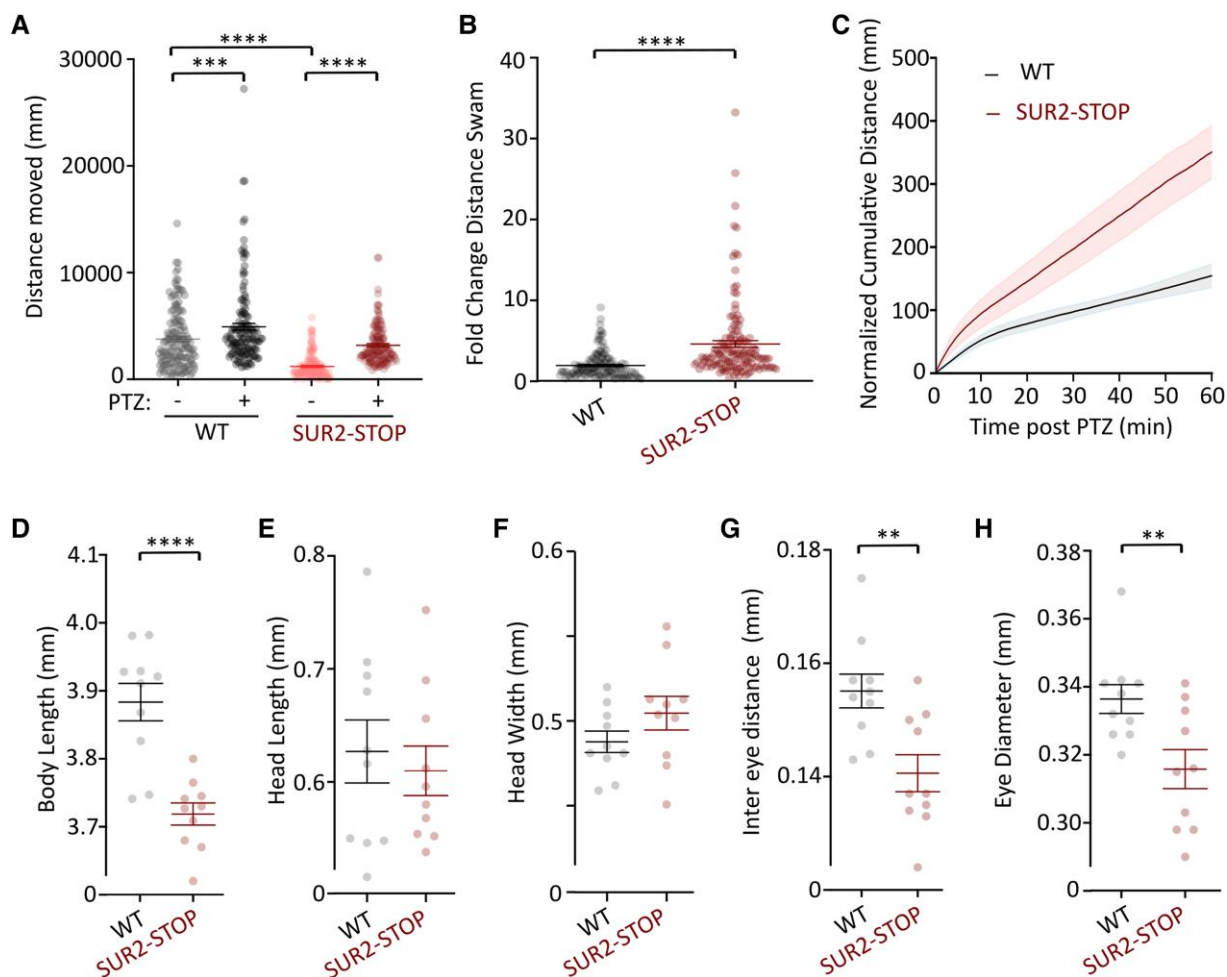 A
Distance moved (mm)
30000
20000
10000
0
****
***
****
PTZ: - + - +
WT SUR2-STOP
B
Fold Change Distance Swam
40
30
20
10
0
****
WT
SUR2-STOP
C
Normalized Cumulative Distance (mm)
500
400
300
200
100
0
WT
SUR2-STOP
0 10 20 30 40 50 60
Time post PTZ (min)
D
Body Length (mm)
4.1
4.0
3.9
3.8
3.7
0
****
WT
SUR2-STOP
E
Head Length (mm)
0.8
0.7
0.6
0
WT
SUR2-STOP
F
Head Width (mm)
0.6
0.5
0
WT
SUR2-STOP
G
Inter eye distance (mm)
0.18
0.16
0.14
0
**
WT
SUR2-STOP
H
Eye Diameter (mm)
0.38
0.36
0.34
0.32
0.30
0
**
WT
SUR2-STOP